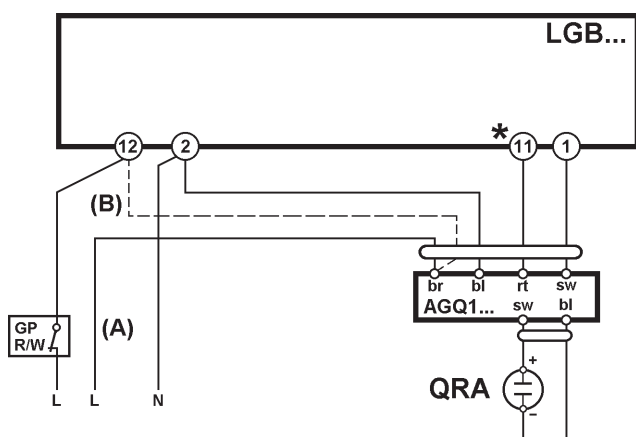 LGB...
12
2
*
11
1
(B)
br
bl
rt
sw
AGQ1...
sw
bl
GP
R/W
(A)
QRA
+
−
L
L
N